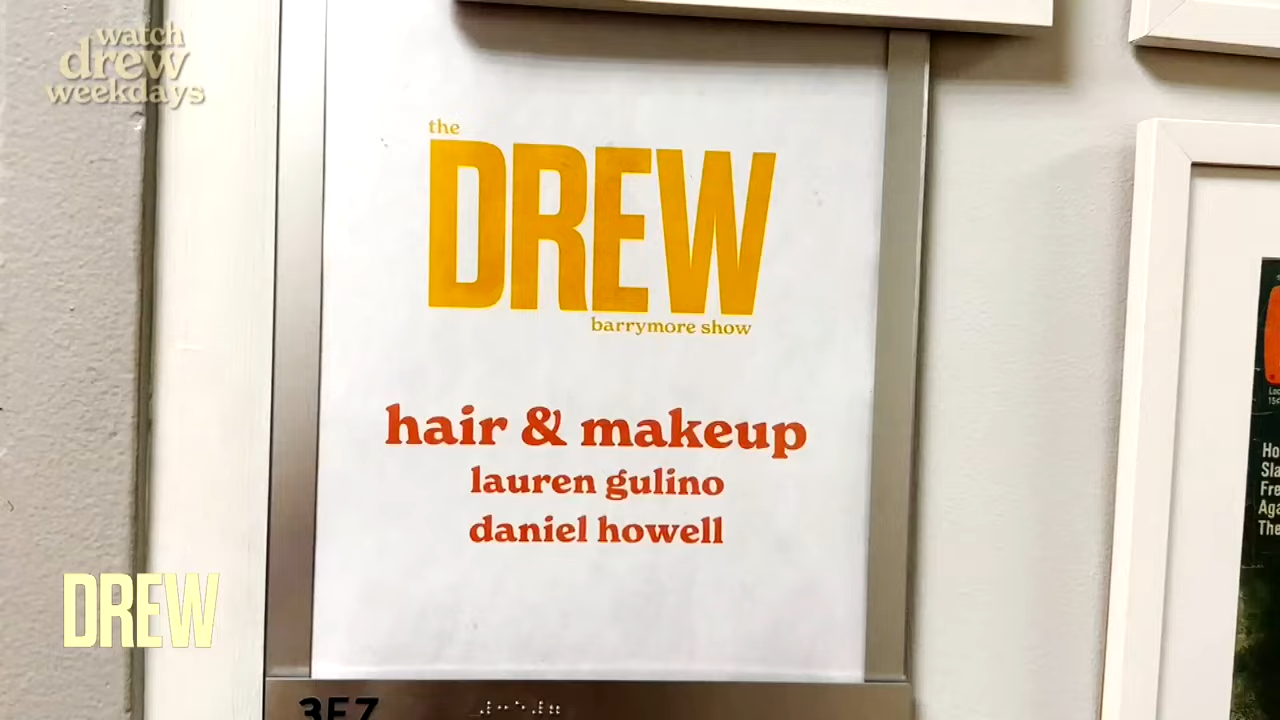 watch
drew
weekdays
the
DREW
barrymore show
hair & makeup
lauren gulino
daniel howell
DREW